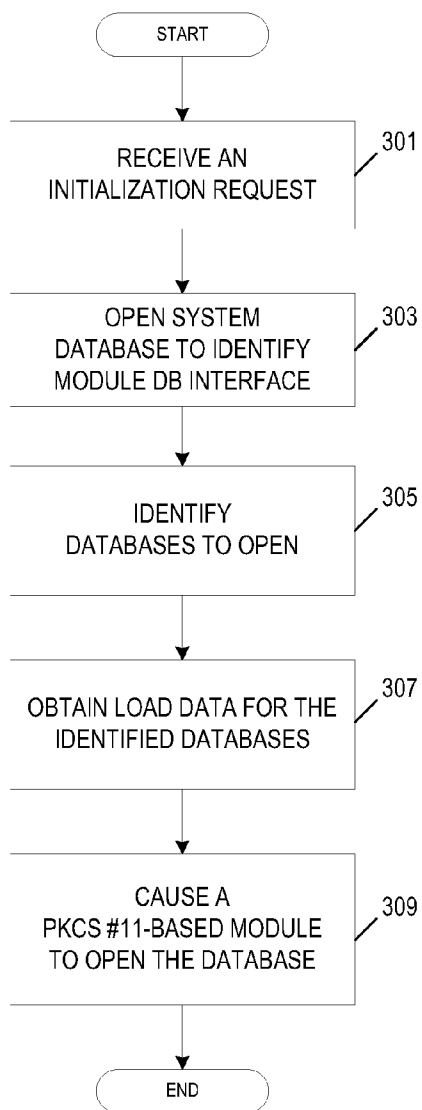 START
RECEIVE AN
INITIALIZATION REQUEST
301
OPEN SYSTEM
DATABASE TO IDENTIFY
MODULE DB INTERFACE
303
IDENTIFY
DATABASES TO OPEN
305
OBTAIN LOAD DATA FOR THE
IDENTIFIED DATABASES
307
CAUSE A
PKCS #11-BASED MODULE
TO OPEN THE DATABASE
309
END